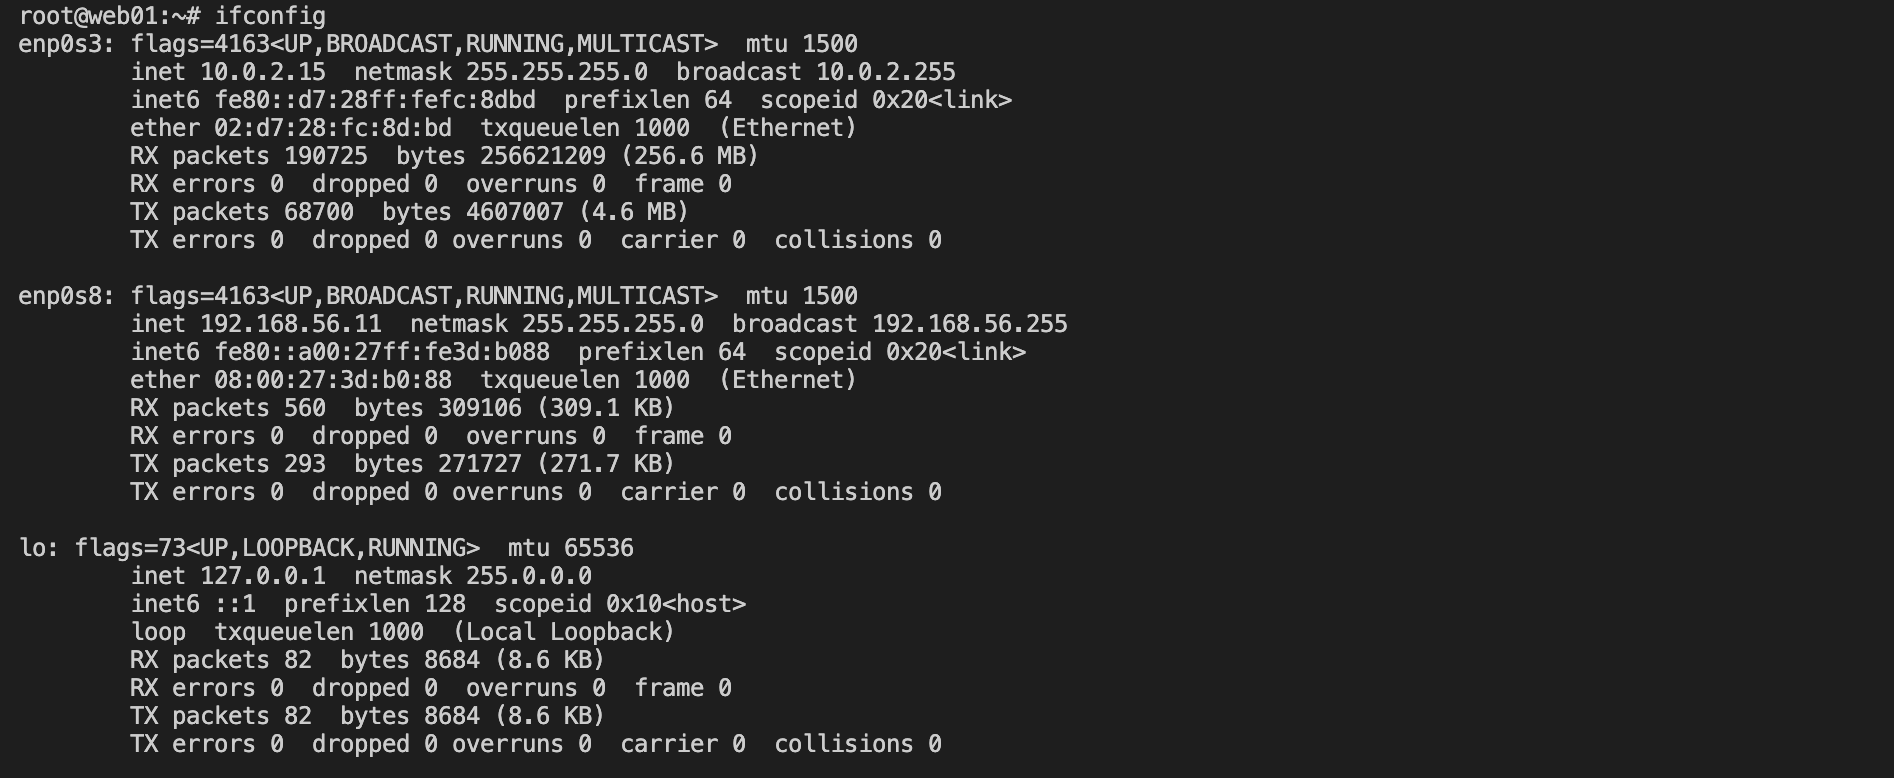 root@web01:~# ifconfig
enp0s3: flags=4163<UP,BROADCAST,RUNNING,MULTICAST>  mtu 1500
        inet 10.0.2.15  netmask 255.255.255.0  broadcast 10.0.2.255
        inet6 fe80::d7:28ff:fefc:8dbd  prefixlen 64  scopeid 0x20<link>
        ether 02:d7:28:fc:8d:bd  txqueuelen 1000  (Ethernet)
        RX packets 190725  bytes 256621209 (256.6 MB)
        RX errors 0  dropped 0  overruns 0  frame 0
        TX packets 68700  bytes 4607007 (4.6 MB)
        TX errors 0  dropped 0 overruns 0  carrier 0  collisions 0

enp0s8: flags=4163<UP,BROADCAST,RUNNING,MULTICAST>  mtu 1500
        inet 192.168.56.11  netmask 255.255.255.0  broadcast 192.168.56.255
        inet6 fe80::a00:27ff:fe3d:b088  prefixlen 64  scopeid 0x20<link>
        ether 08:00:27:3d:b0:88  txqueuelen 1000  (Ethernet)
        RX packets 560  bytes 309106 (309.1 KB)
        RX errors 0  dropped 0  overruns 0  frame 0
        TX packets 293  bytes 271727 (271.7 KB)
        TX errors 0  dropped 0 overruns 0  carrier 0  collisions 0

lo: flags=73<UP,LOOPBACK,RUNNING>  mtu 65536
        inet 127.0.0.1  netmask 255.0.0.0
        inet6 ::1  prefixlen 128  scopeid 0x10<host>
        loop  txqueuelen 1000  (Local Loopback)
        RX packets 82  bytes 8684 (8.6 KB)
        RX errors 0  dropped 0  overruns 0  frame 0
        TX packets 82  bytes 8684 (8.6 KB)
        TX errors 0  dropped 0 overruns 0  carrier 0  collisions 0